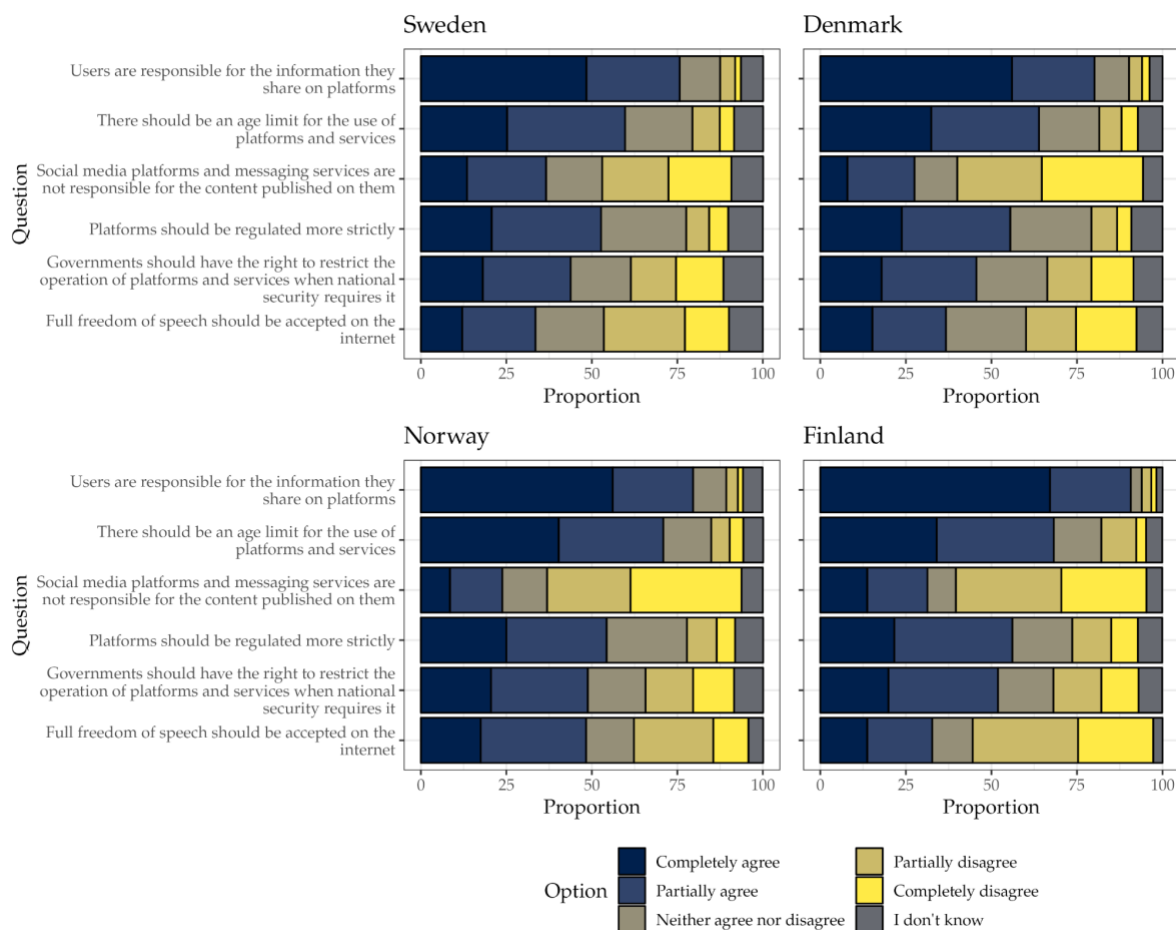 Sweden
Denmark
Question
Users are responsible for the information they
share on platforms
There should be an age limit for the use of
platforms and services
Social media platforms and messaging services are
not responsible for the content published on them
Platforms should be regulated more strictly
Governments should have the right to restrict the
operation of platforms and services when national
security requires it
Full freedom of speech should be accepted on the
internet
0 25 50 75 100
0 25 50 75 100
Proportion
Proportion
Norway
Finland
Question
Users are responsible for the information they
share on platforms
There should be an age limit for the use of
platforms and services
Social media platforms and messaging services are
not responsible for the content published on them
Platforms should be regulated more strictly
Governments should have the right to restrict the
operation of platforms and services when national
security requires it
Full freedom of speech should be accepted on the
internet
0 25 50 75 100
0 25 50 75 100
Proportion
Proportion
Option
Completely agree
Partially agree
Neither agree nor disagree
Partially disagree
Completely disagree
I don't know